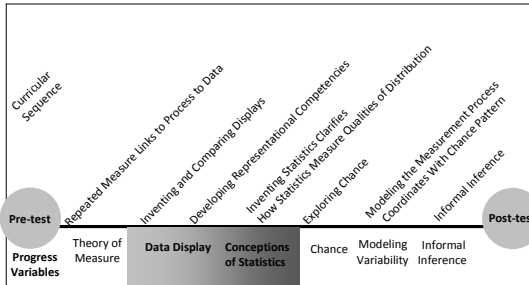 Curricular
Sequence
Repeated Measure Links to Process to Data
Inventing and Comparing Displays
Developing Representational Competencies
Inventing Statistics Clarifies
How Statistics Measure Qualities of Distribution
Exploring Chance
Modeling the Measurement Process
Coordinates With Chance Pattern
Informal Inference
Pre-test
Post-test
Progress
Variables
Theory of
Measure
Data Display
Conceptions
of Statistics
Chance
Modeling
Variability
Informal
Inference